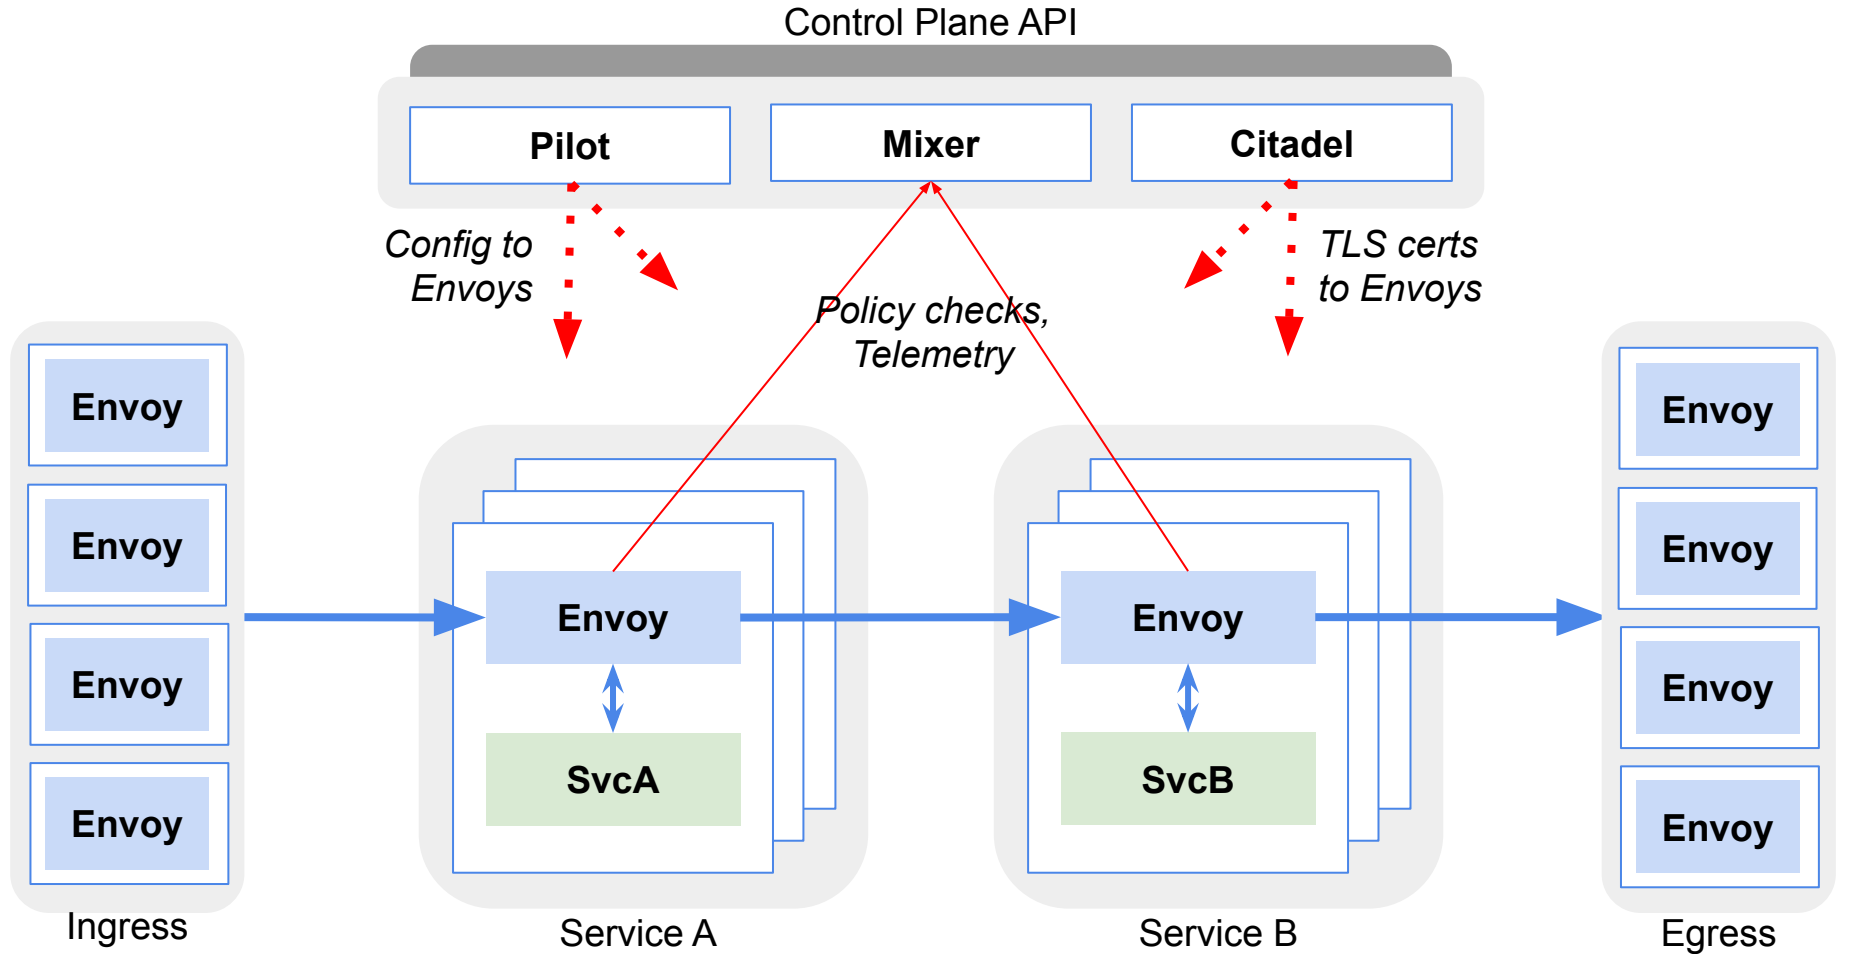 Control Plane API
Pilot
Mixer
Citadel
Config to
Envoys
Policy checks,
Telemetry
TLS certs
to Envoys
Envoy
Envoy
Envoy
Envoy
Ingress
Envoy
SvcA
Service A
Envoy
SvcB
Service B
Envoy
Envoy
Envoy
Envoy
Egress